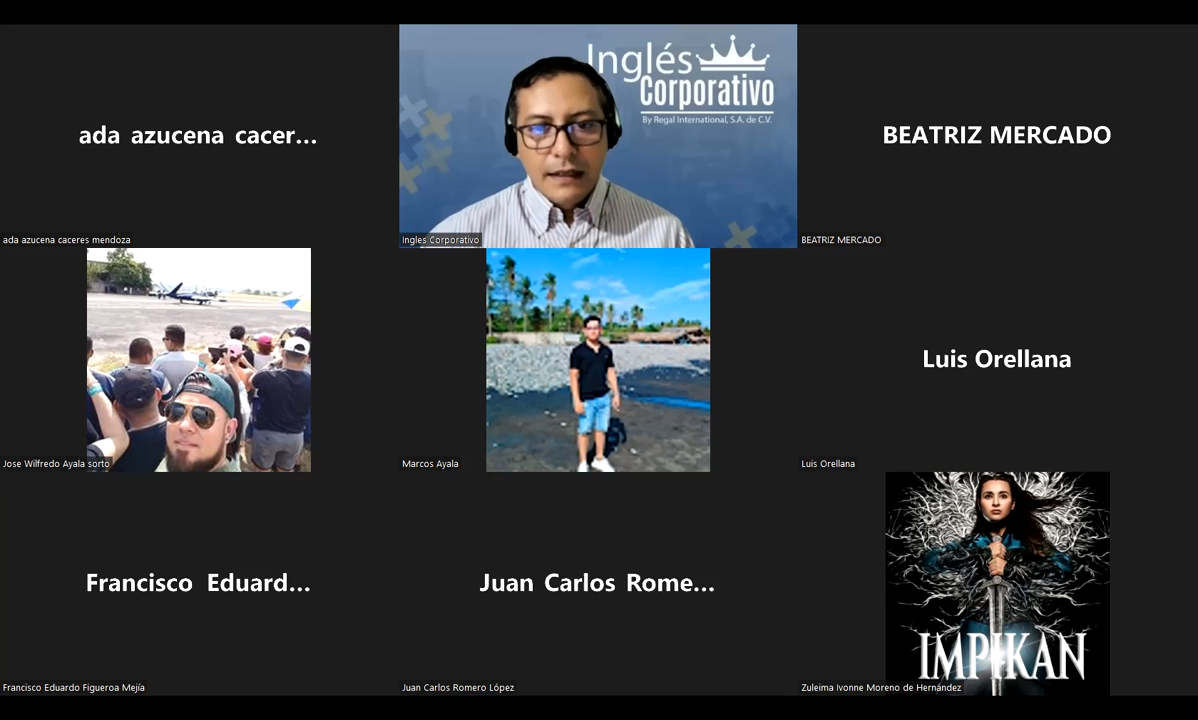 ada azucena cacer...
ada azucena caceres mendoza
Inglés
Corporativo
By Regal International, S.A. de C.V.
Ingles Corporativo
BEATRIZ MERCADO
BEATRIZ MERCADO
Jose Wilfredo Ayala sorto
Marcos Ayala
Luis Orellana
Luis Orellana
Francisco Eduard...
Francisco Eduardo Figueroa Mejía
Juan Carlos Rome...
Juan Carlos Romero López
IMPIKAN
Zuleima Ivonne Moreno de Hernández